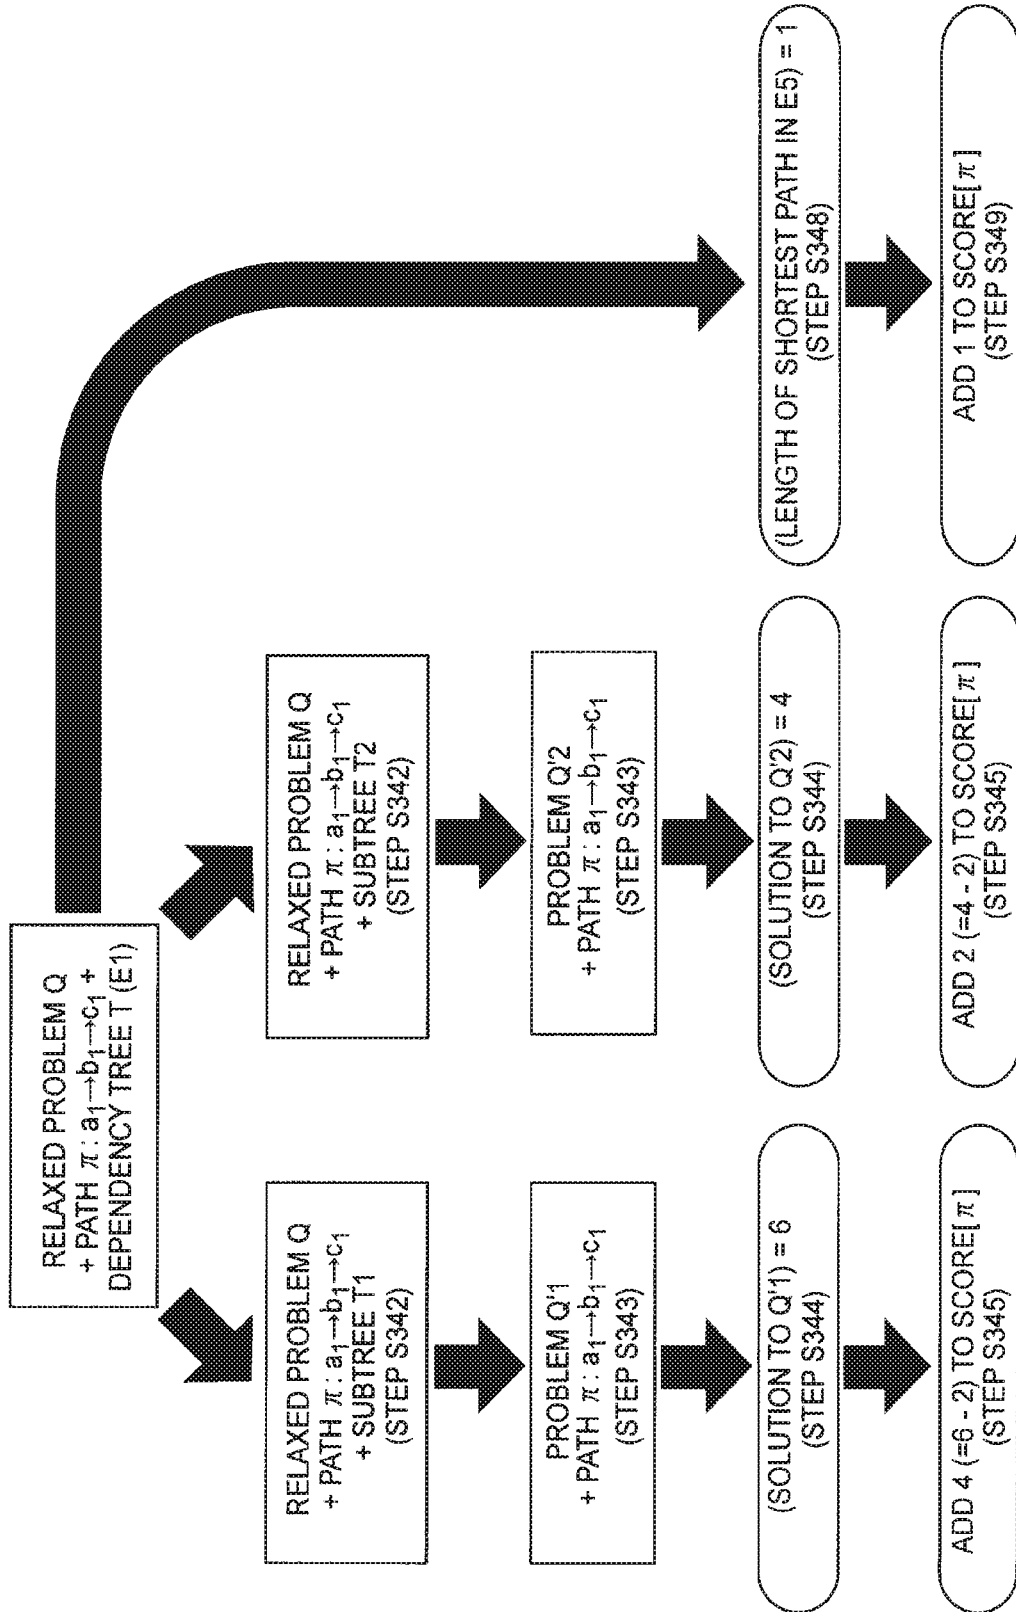 RELAXED PROBLEM Q
+ PATH π : a₁→b₁→c₁ +
DEPENDENCY TREE T (E1)
RELAXED PROBLEM Q
+ PATH π : a₁→b₁→c₁
+ SUBTREE T1
(STEP S342)
PROBLEM Q'1
+ PATH π : a₁→b₁→c₁
(STEP S343)
(SOLUTION TO Q'1) = 6
(STEP S344)
ADD 4 (=6 - 2) TO SCORE[π]
(STEP S345)
RELAXED PROBLEM Q
+ PATH π : a₁→b₁→c₁
+ SUBTREE T2
(STEP S342)
PROBLEM Q'2
+ PATH π : a₁→b₁→c₁
(STEP S343)
(SOLUTION TO Q'2) = 4
(STEP S344)
ADD 2 (=4 - 2) TO SCORE[π]
(STEP S345)
(LENGTH OF SHORTEST PATH IN E5) = 1
(STEP S348)
ADD 1 TO SCORE[π]
(STEP S349)